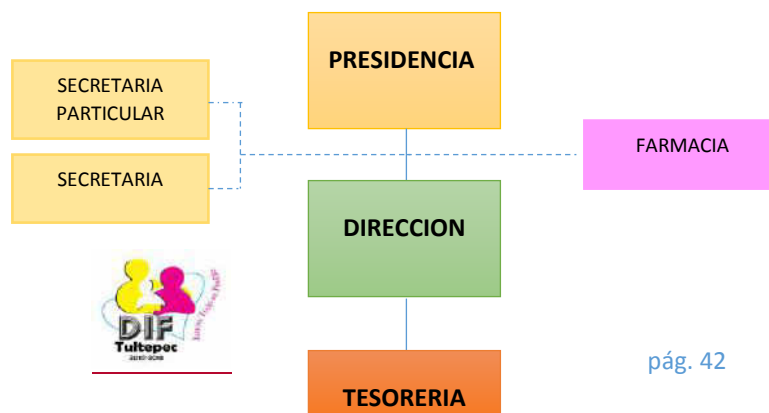 PRESIDENCIA
SECRETARIA
PARTICULAR
SECRETARIA
FARMACIA
DIRECCION
DIF
Tultepec
pág. 42
TESORERIA